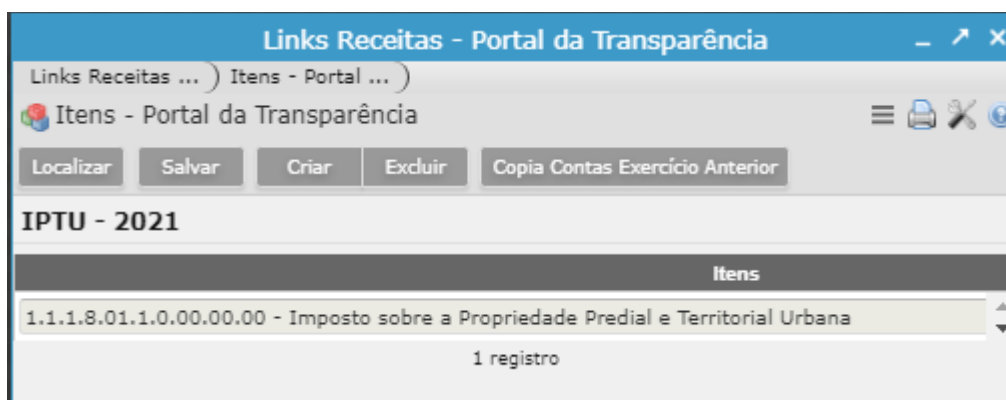 Links Receitas - Portal da Transparência
Links Receitas ... ) Itens - Portal ... )
Itens - Portal da Transparência
Localizar Salvar Criar Excluir Copia Contas Exercício Anterior
IPTU - 2021
Itens
1.1.1.8.01.1.0.00.00.00 - Imposto sobre a Propriedade Predial e Territorial Urbana
1 registro